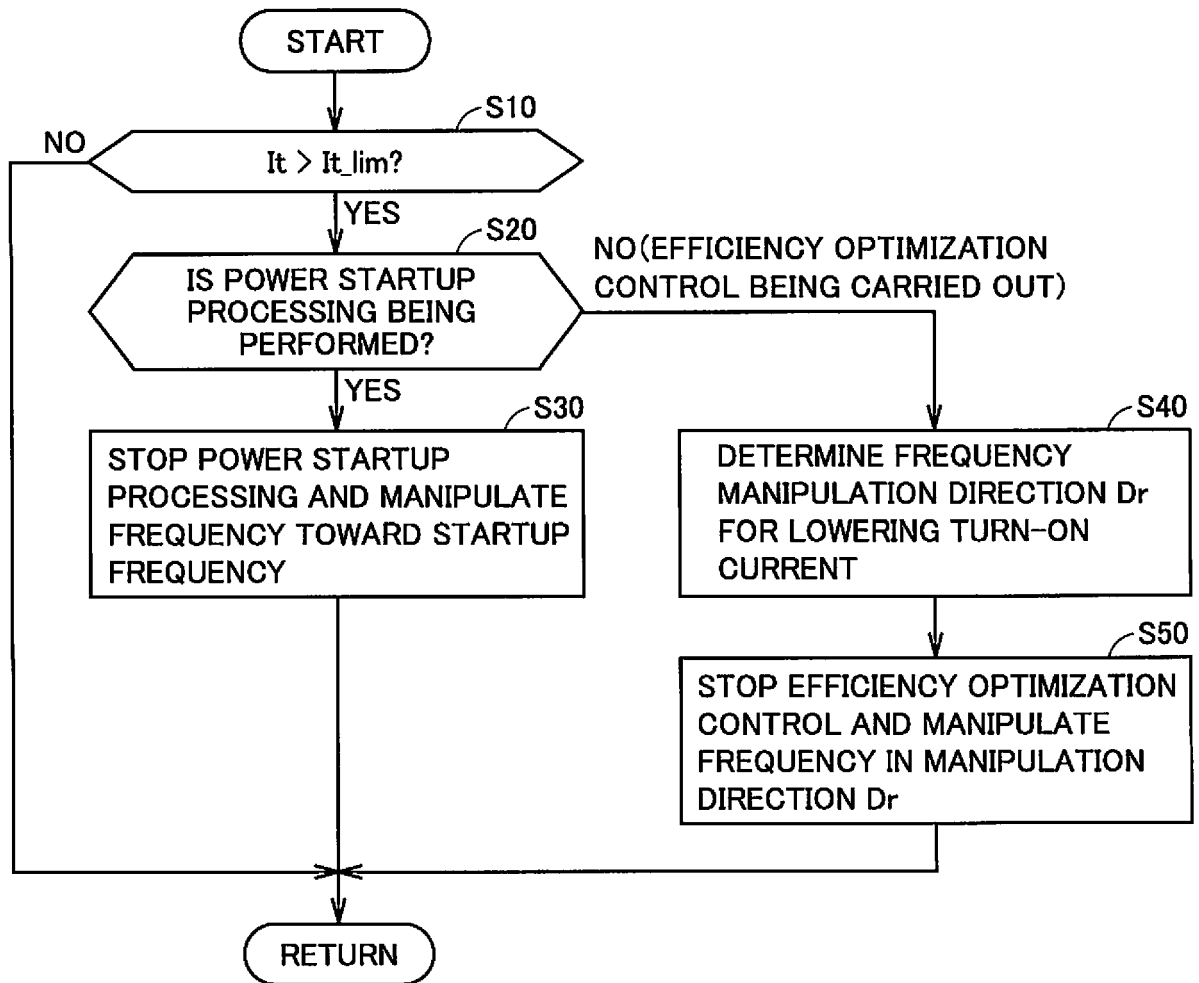 START
S10
NO
It > It_lim?
YES
S20
IS POWER STARTUP
PROCESSING BEING
PERFORMED?
NO(EFFICIENCY OPTIMIZATION
CONTROL BEING CARRIED OUT)
YES
S30
STOP POWER STARTUP
PROCESSING AND MANIPULATE
FREQUENCY TOWARD STARTUP
FREQUENCY
S40
DETERMINE FREQUENCY
MANIPULATION DIRECTION Dr
FOR LOWERING TURN-ON
CURRENT
S50
STOP EFFICIENCY OPTIMIZATION
CONTROL AND MANIPULATE
FREQUENCY IN MANIPULATION
DIRECTION Dr
RETURN